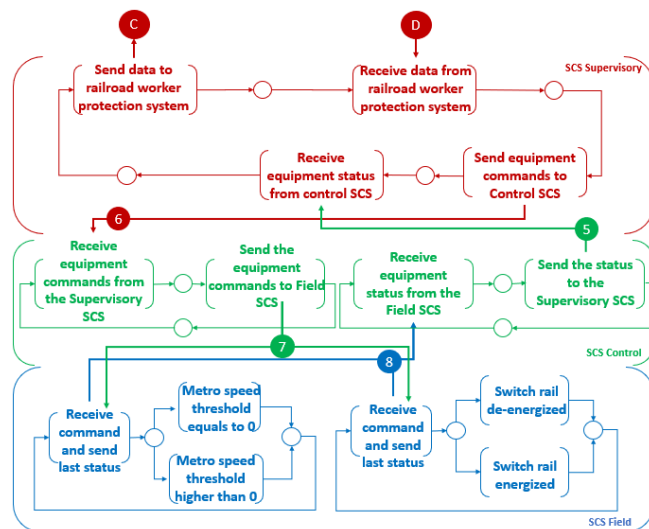 C
D
Send data to
railroad worker
protection system
Receive data from
railroad worker
protection system
SCS Supervisory
Receive
equipment status
from control SCS
Send equipment
commands to
Control SCS
6
5
Receive
equipment
commands from
the Supervisory
SCS
Send the
equipment
commands to Field
SCS
Receive
equipment
status from the
Field SCS
Send the status
to the
Supervisory SCS
7
8
SCS Control
Receive
command
and send
last status
Metro speed
threshold
equals to 0
Metro speed
threshold
higher than 0
Receive
command
and send
last status
Switch rail
de-energized
Switch rail
energized
SCS Field